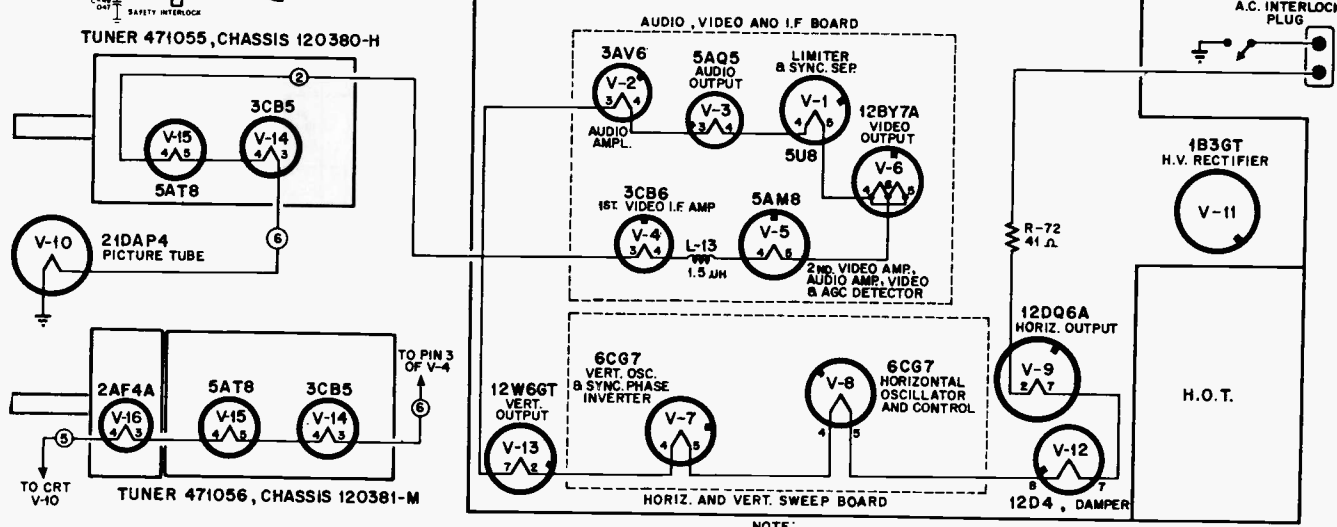 C-48
.047
SAFETY INTERLOCK
TUNER 471055, CHASSIS 120380-H
2
3CB5
V-15
4 5
V-14
4 3
5AT8
6
V-10
21DAP4
PICTURE TUBE
2AF4A
5AT8
3CB5
TO PIN 3
OF V-4
V-16
4 3
V-15
4 5
V-14
4 3
5
6
TO CRT
V-10
TUNER 471056, CHASSIS 120381-M
AUDIO, VIDEO AND I.F BOARD
3AV6
V-2
3 4
AUDIO
AMPL.
5AQ5
AUDIO
OUTPUT
V-3
3 4
LIMITER
& SYNC. SEP.
V-1
4 5
5U8
12BY7A
VIDEO
OUTPUT
V-6
4 6 5
3CB6
1ST. VIDEO I.F. AMP
V-4
3 4
L-13
1.5 µH
5AM8
V-5
4 5
2ND. VIDEO AMP.,
AUDIO AMP., VIDEO
& AGC DETECTOR
12W6GT
VERT.
OUTPUT
V-13
7 2
6CG7
VERT. OSC.
& SYNC. PHASE
INVERTER
V-7
4 5
V-8
4 5
6CG7
HORIZONTAL
OSCILLATOR
AND CONTROL
HORIZ. AND VERT. SWEEP BOARD
A.C. INTERLOCK
PLUG
R-72
41 Ω
1B3GT
H.V. RECTIFIER
V-11
12DQ6A
HORIZ. OUTPUT
V-9
2 7
V-12
8 7
12D4, DAMPER
H.O.T.
NOTE: